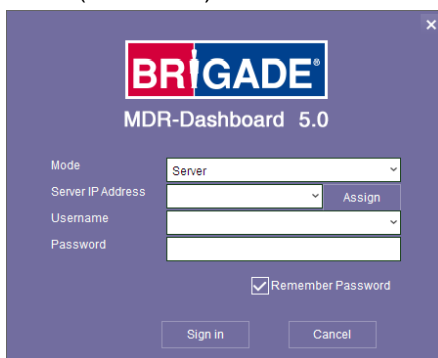 BRIGADE®
MDR-Dashboard 5.0
Mode Server
Server IP Address Assign
Username
Password
Remember Password
Sign in Cancel